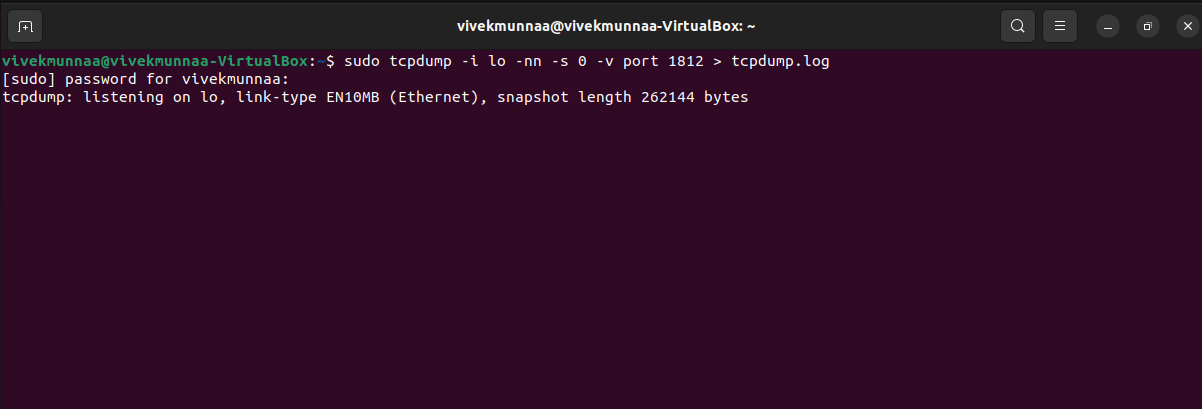 vivekmunnaa@vivekmunnaa-VirtualBox: ~
vivekmunnaa@vivekmunnaa-VirtualBox:~$ sudo tcpdump -i lo -nn -s 0 -v port 1812 > tcpdump.log
[sudo] password for vivekmunnaa:
tcpdump: listening on lo, link-type EN10MB (Ethernet), snapshot length 262144 bytes